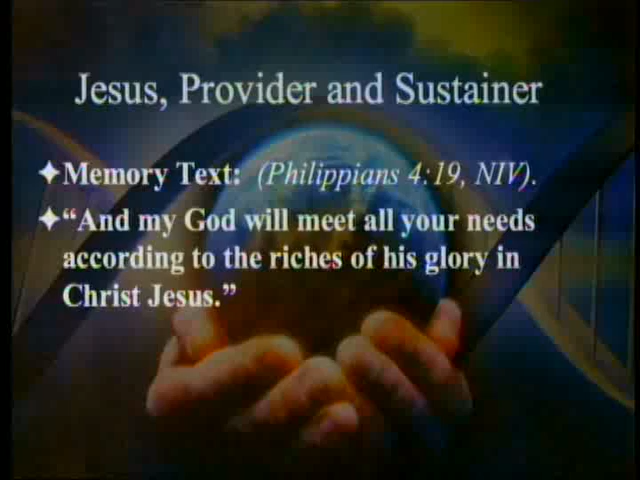 Jesus, Provider and Sustainer
✦Memory Text: (Philippians 4:19, NIV).
✦“And my God will meet all your needs
according to the riches of his glory in
Christ Jesus.”